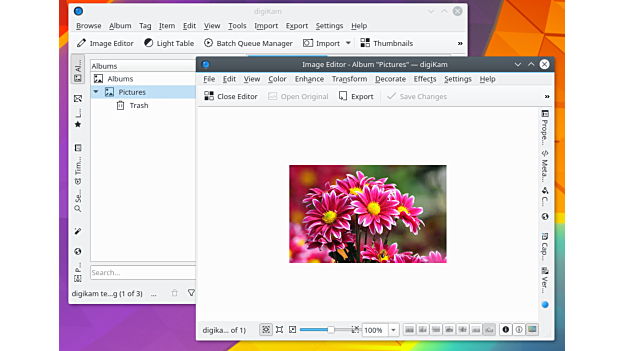 digiKam
Browse Album Tag Item Edit View Tools Import Export Settings Help
Image Editor Light Table Batch Queue Manager Import Thumbnails »
Albums
Albums
Pictures
Trash
Search...
digikam te...g (1 of 3) ...
Al...
L...
Tim...
Se...
P...
Image Editor - Album "Pictures" — digiKam
File Edit View Color Enhance Transform Decorate Effects Settings Help
Close Editor Open Original Export Save Changes »
Prope...
Meta...
C...
Cap...
Ver...
digika... of 1)
100%